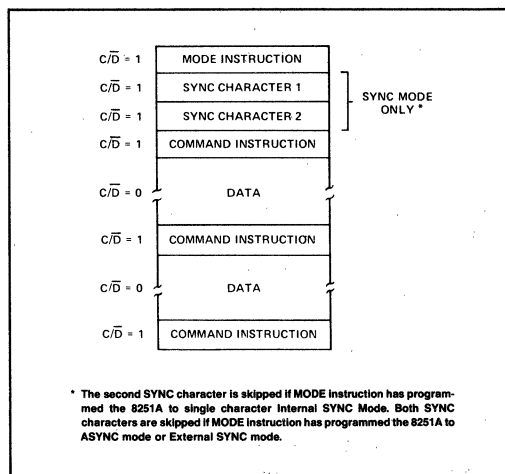 C/D̅ = 1 MODE INSTRUCTION
C/D̅ = 1 SYNC CHARACTER 1
SYNC MODE
ONLY *
C/D̅ = 1 SYNC CHARACTER 2
C/D̅ = 1 COMMAND INSTRUCTION
C/D̅ = 0 DATA
C/D̅ = 1 COMMAND INSTRUCTION
C/D̅ = 0 DATA
C/D̅ = 1 COMMAND INSTRUCTION
* The second SYNC character is skipped if MODE instruction has program-
med the 8251A to single character Internal SYNC Mode. Both SYNC
characters are skipped if MODE instruction has programmed the 8251A to
ASYNC mode or External SYNC mode.